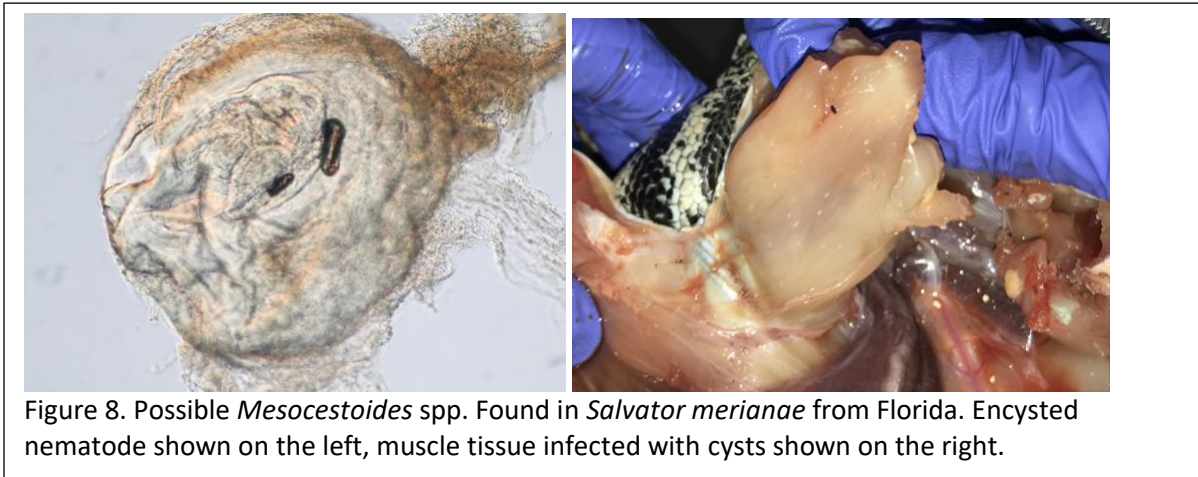 Figure 8. Possible Mesocestoides spp. Found in Salvator merianae from Florida. Encysted
nematode shown on the left, muscle tissue infected with cysts shown on the right.